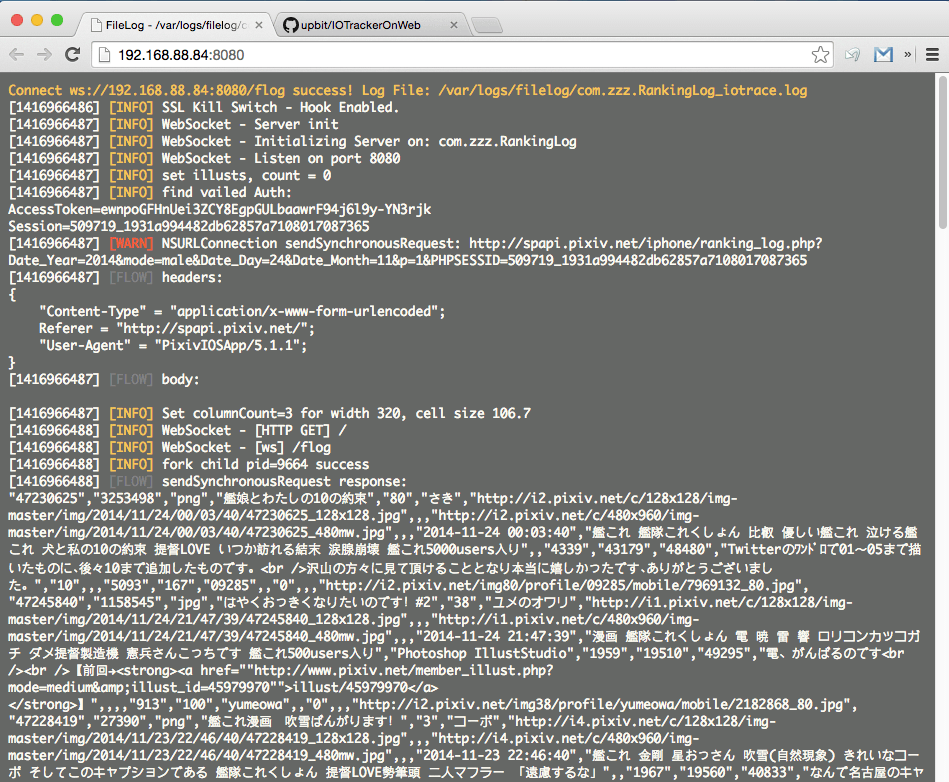 FileLog - /var/logs/filelog/c
upbit/IOTrackerOnWeb
192.168.88.84:8080
Connect ws://192.168.88.84:8080/flog success! Log File: /var/logs/filelog/com.zzz.RankingLog_iotrace.log
[1416966486] [INFO] SSL Kill Switch - Hook Enabled.
[1416966487] [INFO] WebSocket - Server init
[1416966487] [INFO] WebSocket - Initializing Server on: com.zzz.RankingLog
[1416966487] [INFO] WebSocket - Listen on port 8080
[1416966487] [INFO] set illusts, count = 0
[1416966487] [INFO] find vailed Auth:
AccessToken=ewnpoGFHnUei3ZCY8EgpGULbaawrF94j6l9y-YN3rjk
Session=509719_1931a994482db62857a7108017087365
[1416966487] [WARN] NSURLConnection sendSynchronousRequest: http://spapi.pixiv.net/iphone/ranking_log.php?
Date_Year=2014&mode=male&Date_Day=24&Date_Month=11&p=1&PHPSESSID=509719_1931a994482db62857a7108017087365
[1416966487] [FLOW] headers:
{
"Content-Type" = "application/x-www-form-urlencoded";
Referer = "http://spapi.pixiv.net/";
"User-Agent" = "PixivIOSApp/5.1.1";
}
[1416966487] [FLOW] body:
[1416966487] [INFO] Set columnCount=3 for width 320, cell size 106.7
[1416966488] [INFO] WebSocket - [HTTP GET] /
[1416966488] [INFO] WebSocket - [ws] /flog
[1416966488] [INFO] fork child pid=9664 success
[1416966488] [FLOW] sendSynchronousRequest response:
"47230625","3253498","png","艦娘とわたしの10の約束","80","さき","http://i2.pixiv.net/c/128x128/img-
master/img/2014/11/24/00/03/40/47230625_128x128.jpg",,,"http://i2.pixiv.net/c/480x960/img-
master/img/2014/11/24/00/03/40/47230625_480mw.jpg",,,"2014-11-24 00:03:40","艦これ 艦隊これくしょん 比叡 優しい艦これ 泣ける艦
これ 犬と私の10の約束 提督LOVE いつか訪れる結末 涙腺崩壊 艦これ5000users入り",,"4339","43179","48480","Twitterのﾜﾝﾄﾞﾛで01～05まで描
いたものに､後々10まで追加したものです。<br />沢山の方々に見て頂けることとなり本当に嬉しかったです､ありがとうございまし
た。","10",,,"5093","167","09285",,"0",,,"http://i2.pixiv.net/img80/profile/09285/mobile/7969132_80.jpg",
"47245840","1158545","jpg","はやくおつきくなりたいのです！#2","38","ユメのオワリ","http://i1.pixiv.net/c/128x128/img-
master/img/2014/11/24/21/47/39/47245840_128x128.jpg",,,"http://i1.pixiv.net/c/480x960/img-
master/img/2014/11/24/21/47/39/47245840_480mw.jpg",,,"2014-11-24 21:47:39","漫画 艦隊これくしょん 電 暁 雷 響 ロリコンカツコガ
チ ダメ提督製造機 憲兵さんこっちです 艦これ500users入り","Photoshop IllustStudio","1959","19510","49295","電、がんばるのです<br
/><br />【前回→<strong><a href=""http://www.pixiv.net/member_illust.php?
mode=medium&amp;illust_id=45979970"">illust/45979970</a>
</strong>】",,,,"913","100","yumeowa",,"0",,,"http://i2.pixiv.net/img38/profile/yumeowa/mobile/2182868_80.jpg",
"47228419","27390","png","艦これ漫画　吹雪ばんがります！","3","コーポ","http://i4.pixiv.net/c/128x128/img-
master/img/2014/11/23/22/46/40/47228419_128x128.jpg",,,"http://i4.pixiv.net/c/480x960/img-
master/img/2014/11/23/22/46/40/47228419_480mw.jpg",,,"2014-11-23 22:46:40","艦これ 金剛 星おっさん 吹雪(自然現象) きれいなコー
ポ そしてこのキャプションである 艦隊これくしょん 提督LOVE勢筆頭 二人マフラー 「遠慮するな」",,"1967","19560","40833","なんで名古屋のキャ